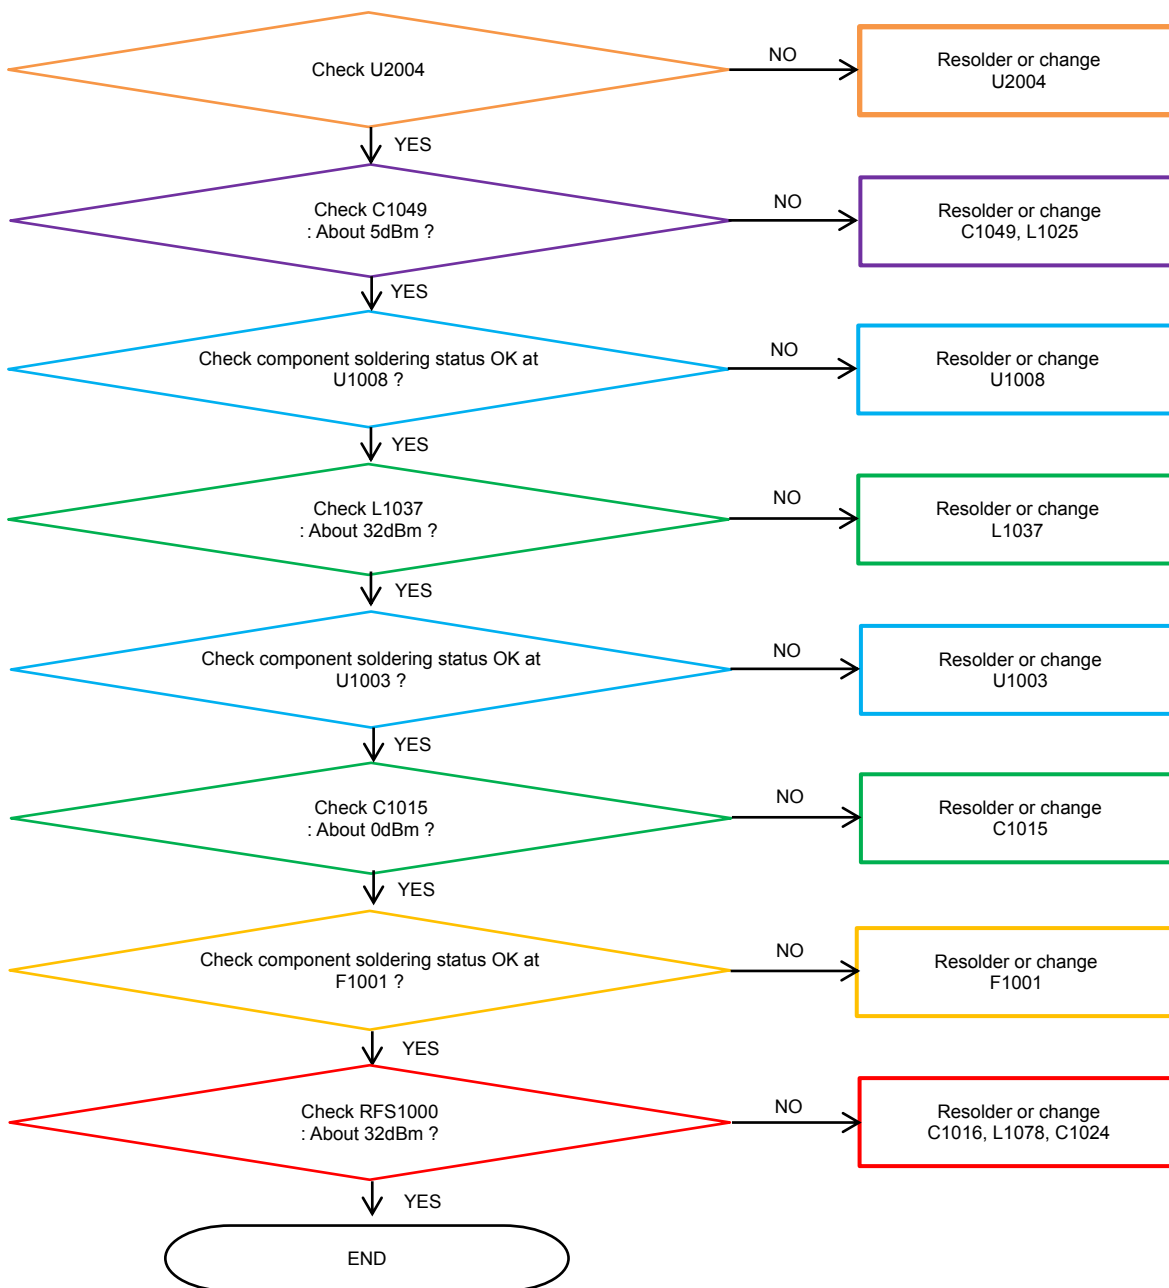 Check U2004
NO
Resolder or change
U2004
YES
Check C1049
: About 5dBm ?
NO
Resolder or change
C1049, L1025
YES
Check component soldering status OK at
U1008 ?
NO
Resolder or change
U1008
YES
Check L1037
: About 32dBm ?
NO
Resolder or change
L1037
YES
Check component soldering status OK at
U1003 ?
NO
Resolder or change
U1003
YES
Check C1015
: About 0dBm ?
NO
Resolder or change
C1015
YES
Check component soldering status OK at
F1001 ?
NO
Resolder or change
F1001
YES
Check RFS1000
: About 32dBm ?
NO
Resolder or change
C1016, L1078, C1024
YES
END